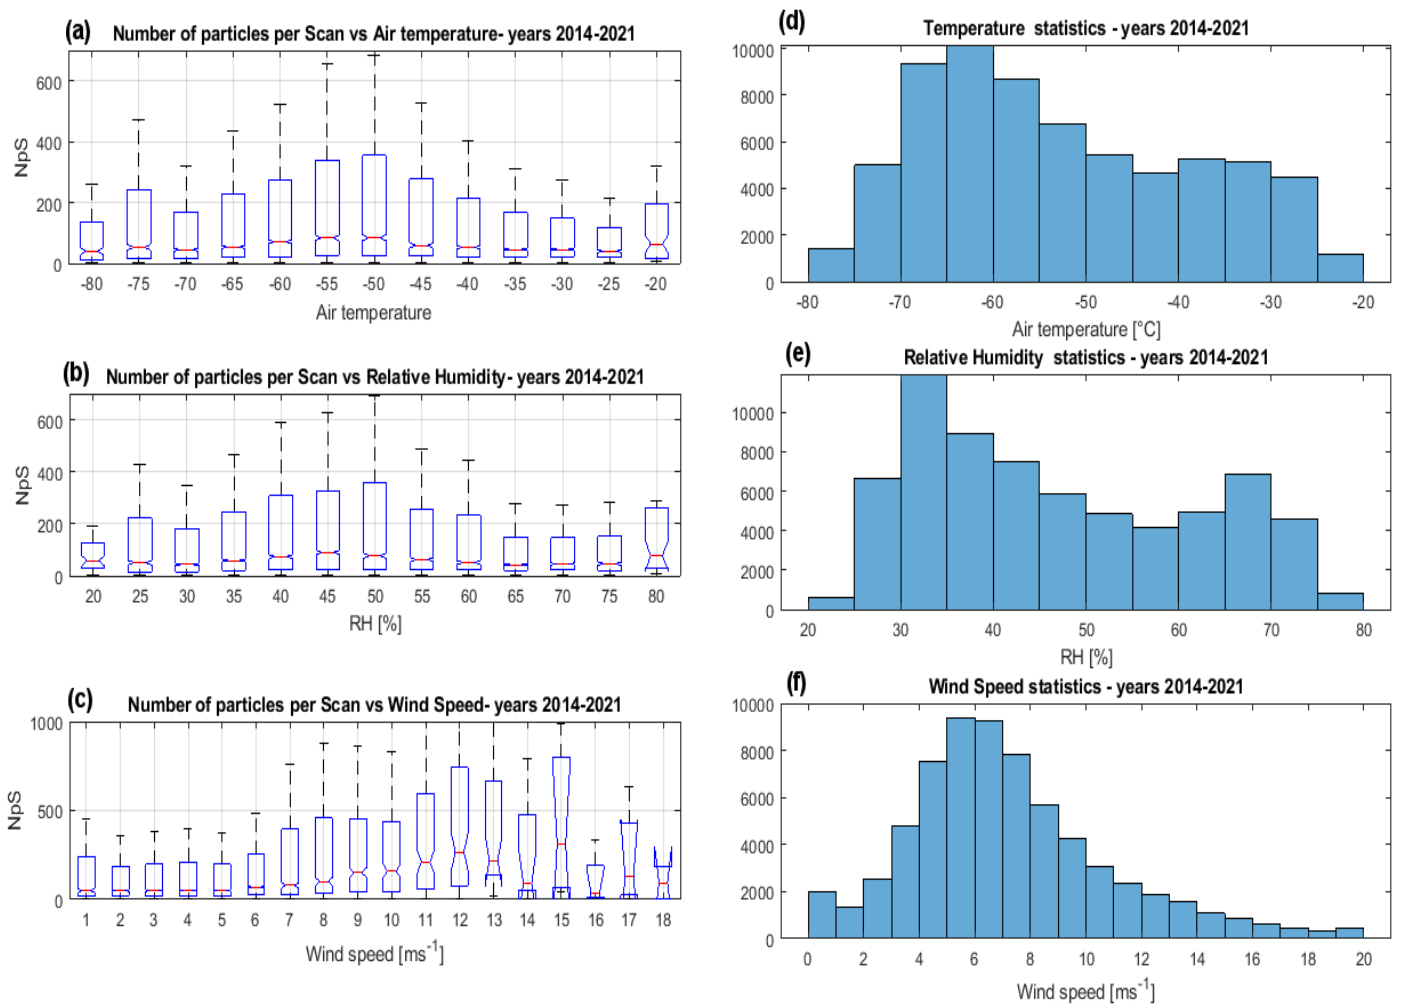 (a) Number of particles per Scan vs Air temperature- years 2014-2021
NpS
600
400
200
0
-80 -75 -70 -65 -60 -55 -50 -45 -40 -35 -30 -25 -20
Air temperature
(b) Number of particles per Scan vs Relative Humidity- years 2014-2021
NpS
600
400
200
0
20 25 30 35 40 45 50 55 60 65 70 75 80
RH [%]
(c) Number of particles per Scan vs Wind Speed- years 2014-2021
NpS
1000
500
0
1 2 3 4 5 6 7 8 9 10 11 12 13 14 15 16 17 18
Wind speed [ms⁻¹]
(d) Temperature statistics - years 2014-2021
10000
8000
6000
4000
2000
0
-80 -70 -60 -50 -40 -30 -20
Air temperature [°C]
(e) Relative Humidity statistics - years 2014-2021
10000
8000
6000
4000
2000
0
20 30 40 50 60 70 80
RH [%]
(f) Wind Speed statistics - years 2014-2021
10000
8000
6000
4000
2000
0
0 2 4 6 8 10 12 14 16 18 20
Wind speed [ms⁻¹]